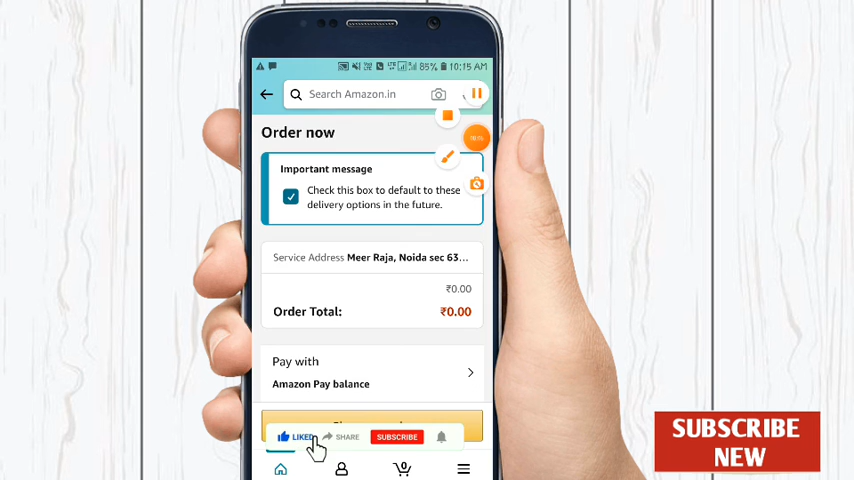 85% 10:15 AM
Search Amazon.in
Order now
Important message
Check this box to default to these
delivery options in the future.
Service Address Meer Raja, Noida sec 63...
₹0.00
Order Total: ₹0.00
Pay with
Amazon Pay balance
LIKED SHARE SUBSCRIBE
0
SUBSCRIBE
NEW